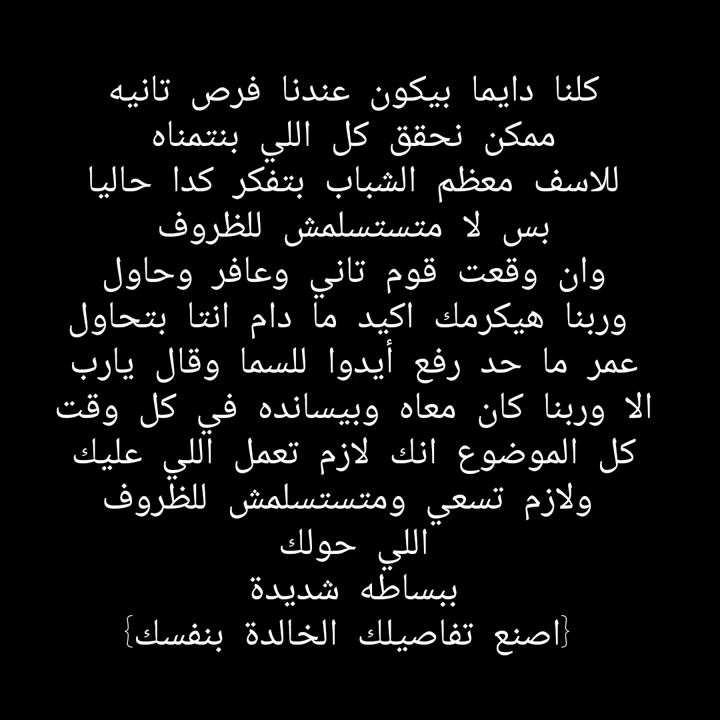 كلنا دايما بيكون عندنا فرص تانيه
ممكن نحقق كل اللي بنتمناه
للاسف معظم الشباب بتفكر كدا حاليا
بس لا متستسلمش للظروف
وان وقعت قوم تاني وعافر وحاول
وربنا هيكرمك اكيد ما دام انتا بتحاول
عمر ما حد رفع أيدوا للسما وقال يارب
الا وربنا كان معاه وبيسانده في كل وقت
كل الموضوع انك لازم تعمل اللي عليك
ولازم تسعي ومتستسلمش للظروف
اللي حولك
ببساطه شديدة
{اصنع تفاصيلك الخالدة بنفسك}